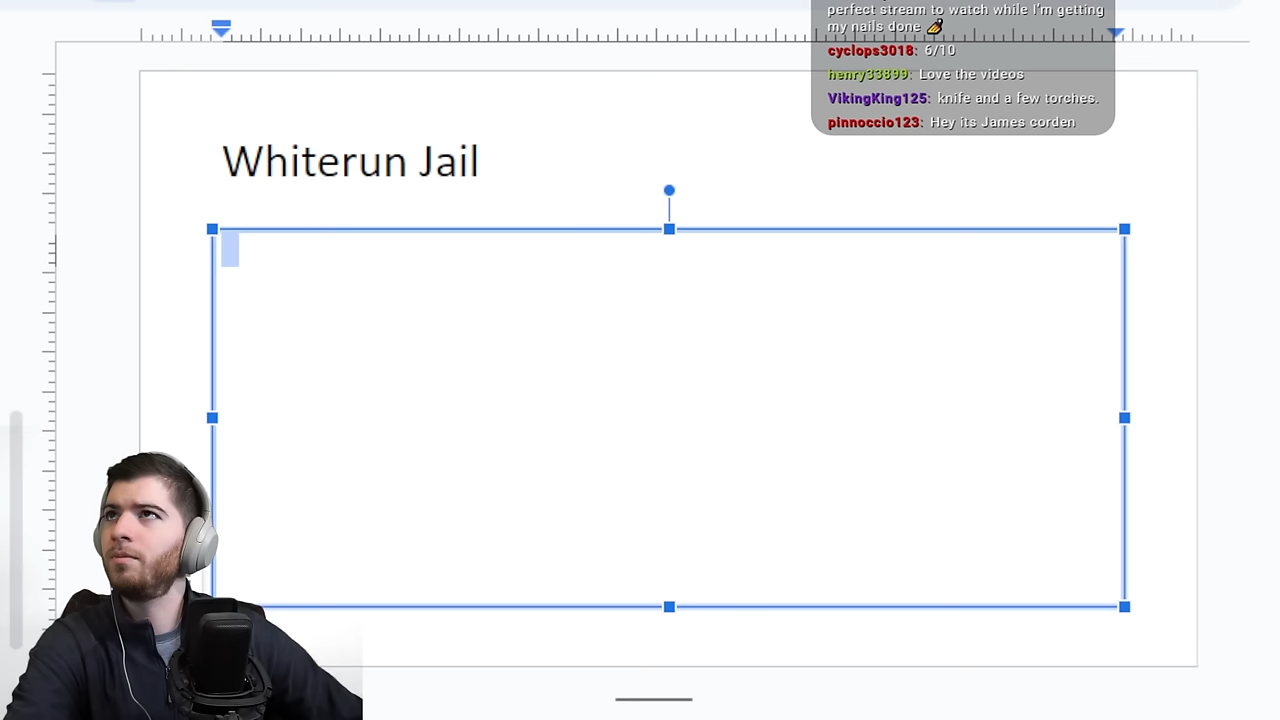 perfect stream to watch while I'm getting
my nails done 💅
cyclops3018: 6/10
henry33899: Love the videos
VikingKing125: knife and a few torches.
pinnoccio123: Hey its James corden
Whiterun Jail